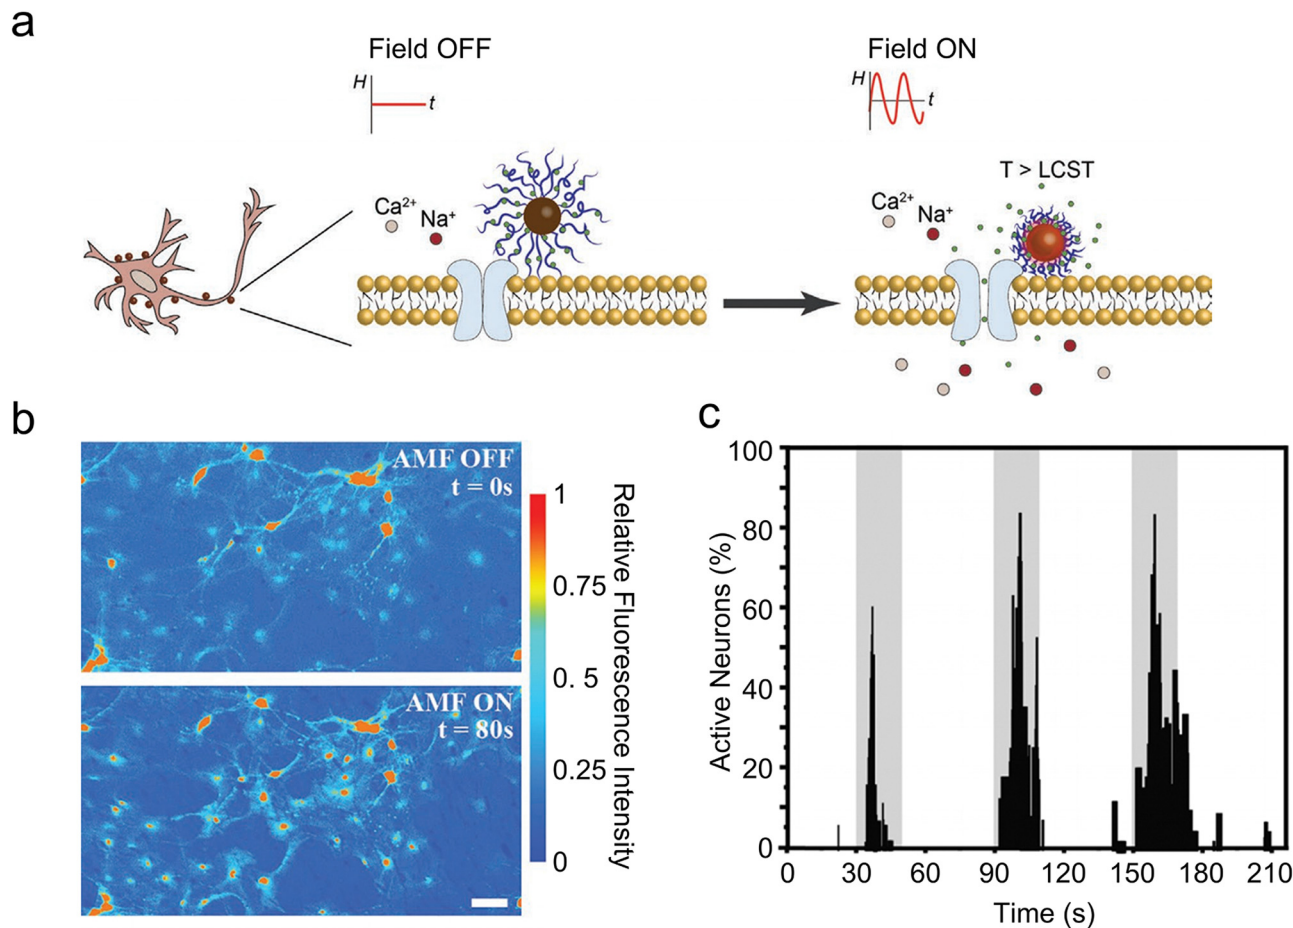 a
Field OFF
H
t
Ca²⁺
Na⁺
Field ON
H
t
T > LCST
Ca²⁺
Na⁺
b
AMF OFF
t = 0s
AMF ON
t = 80s
1
0.75
0. 5
0.25
0
Relative Fluorescence Intensity
c
100
80
60
40
20
0
Active Neurons (%)
0 30 60 90 120 150 180 210
Time (s)